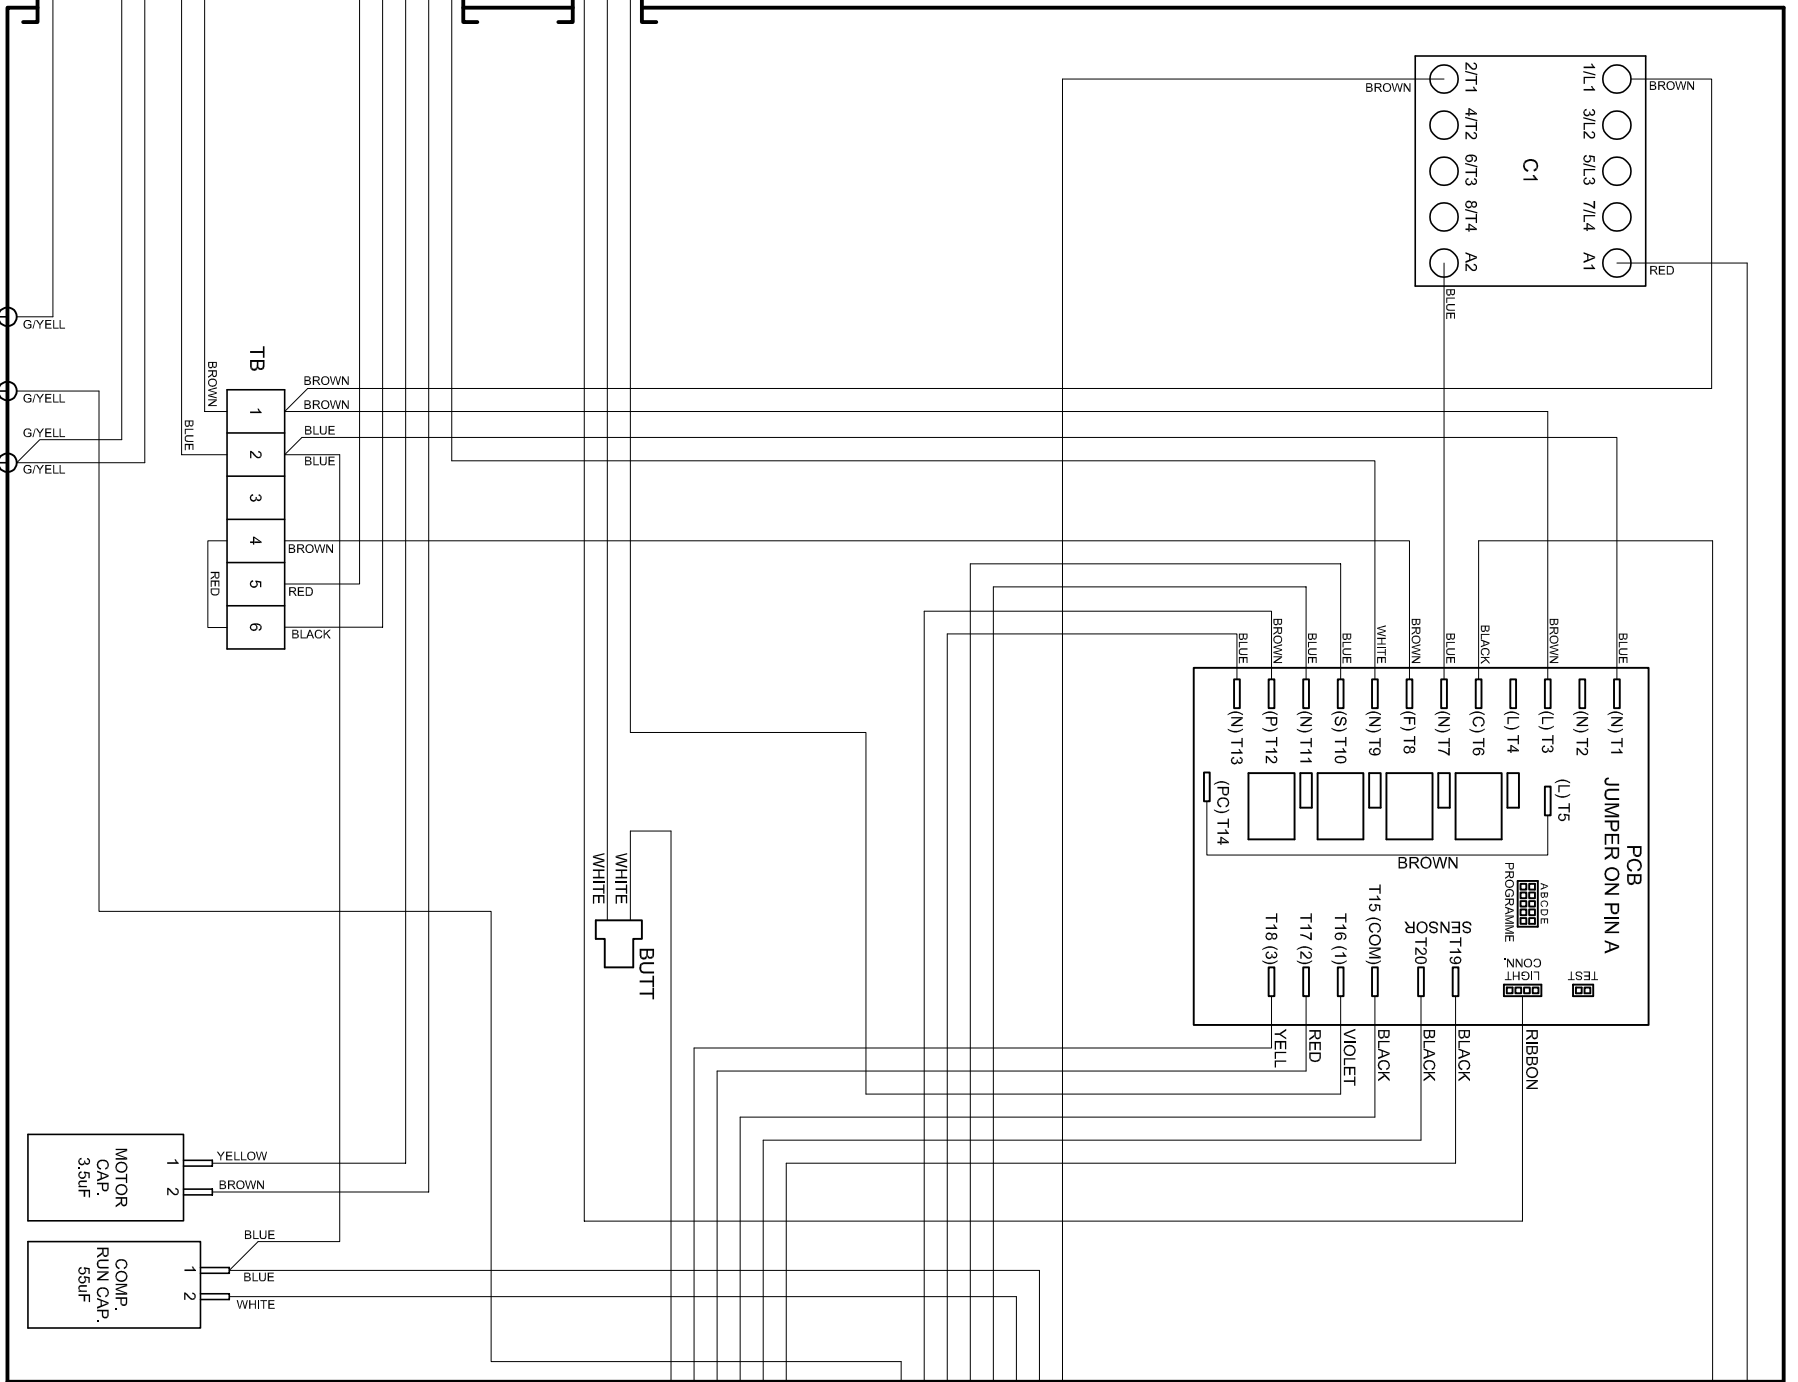 2/T1
4/T2
6/T3
8/T4
A2
C1
1/L1
3/L2
5/L3
7/L4
A1
BROWN
BROWN
RED
BLUE
G/YELL
G/YELL
G/YELL
G/YELL
TB
BROWN
BLUE
1
2
3
4
5
6
BROWN
BROWN
BLUE
BLUE
BROWN
RED
RED
BLACK
BLUE
BROWN
BLUE
BLUE
WHITE
BROWN
BLUE
BLACK
BROWN
BLUE
(N) T13
(P) T12
(N) T11
(S) T10
(N) T9
(F) T8
(N) T7
(C) T6
(L) T4
(L) T3
(N) T2
(N) T1
(PC) T14
(L) T5
BROWN
PCB
JUMPER ON PIN A
PROGRAMME
A B C D E
SENSOR
T18 (3)
T17 (2)
T16 (1)
T15 (COM)
T20
T19
LIGHT
CONN.
TEST
YELL
RED
VIOLET
BLACK
BLACK
BLACK
RIBBON
WHITE
WHITE
BUTT
MOTOR
CAP.
3.5uF
1
2
YELLOW
BROWN
COMP.
RUN CAP.
55uF
1
2
BLUE
BLUE
WHITE